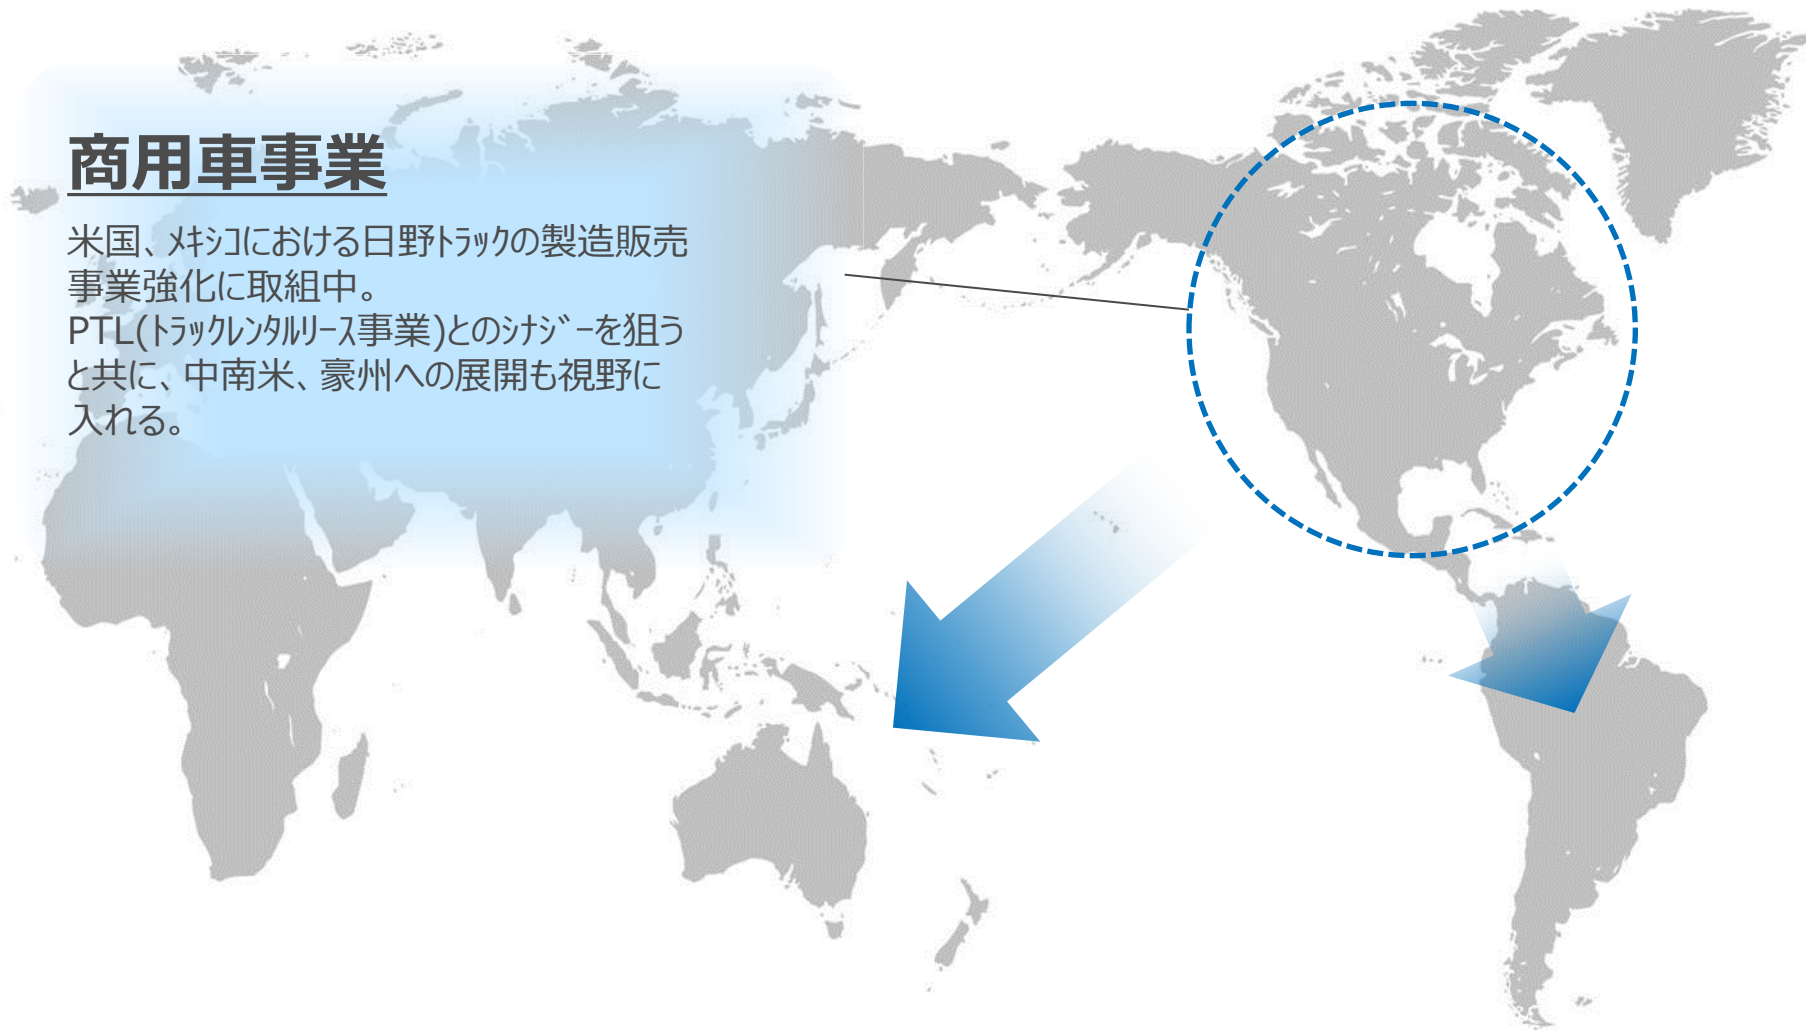 商用車事業
米国、ﾒｷｼｺにおける日野ﾄﾗｯｸの製造販売
事業強化に取組中。
PTL(ﾄﾗｯｸﾚﾝﾀﾙﾘｰｽ事業)とのｼﾅｼﾞｰを狙う
と共に、中南米、豪州への展開も視野に
入れる。